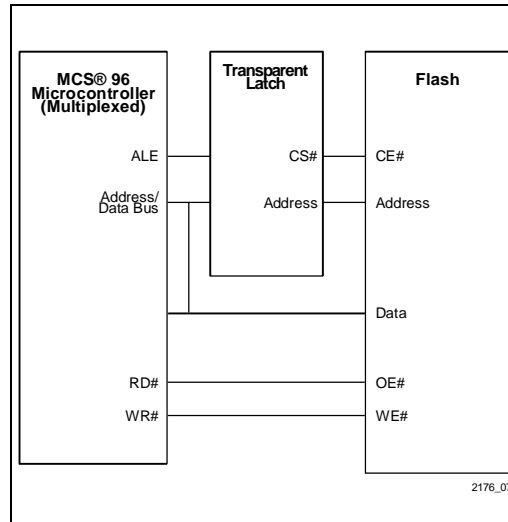 MCS® 96
Microcontroller
(Multiplexed)
Transparent
Latch
Flash
ALE
CS#
CE#
Address/
Data Bus
Address
Address
Data
RD#
OE#
WR#
WE#
2176_07